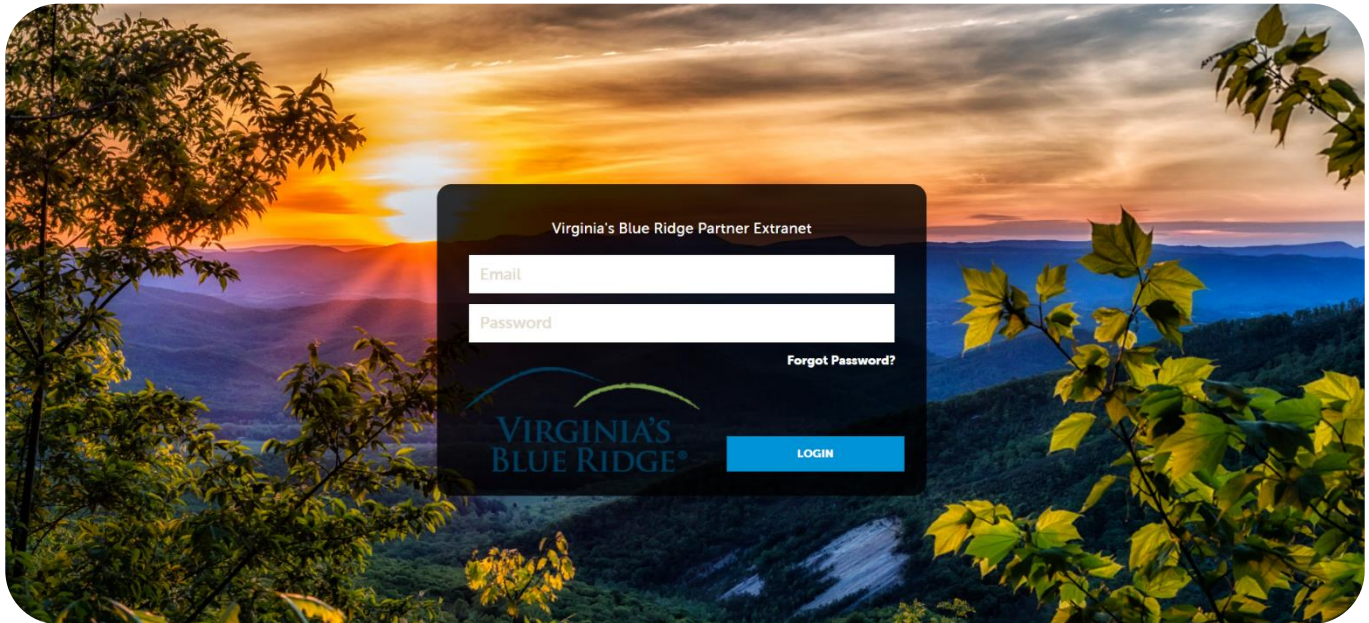 Virginia's Blue Ridge Partner Extranet
Email
Password
Forgot Password?
VIRGINIA'S
BLUE RIDGE®
LOGIN